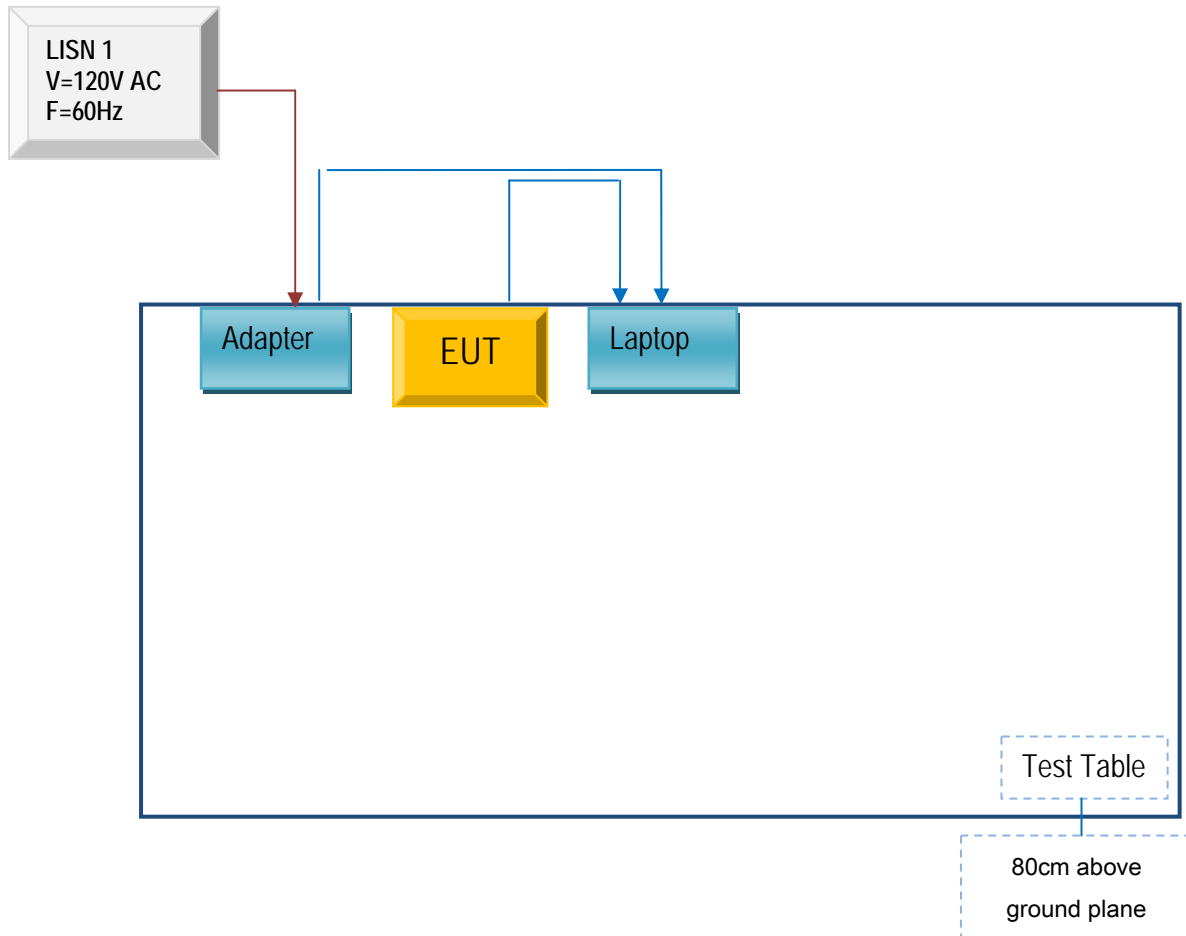 LISN 1
V=120V AC
F=60Hz
Adapter
EUT
Laptop
Test Table
80cm above
ground plane